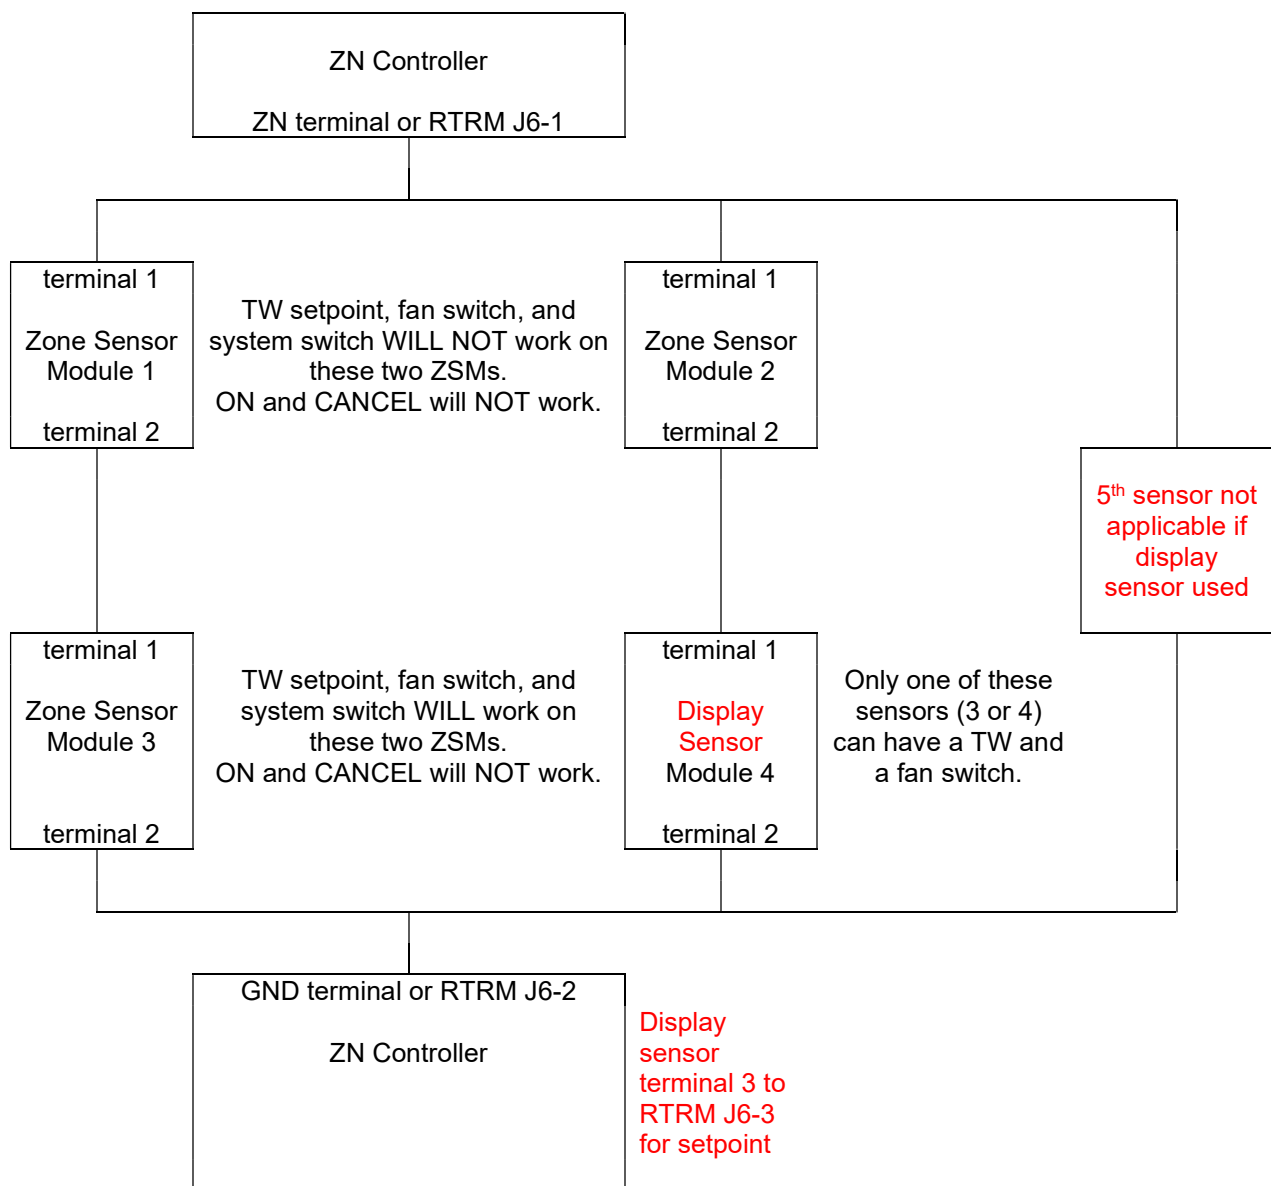 ZN Controller
ZN terminal or RTRM J6-1
terminal 1
Zone Sensor
Module 1
terminal 2
TW setpoint, fan switch, and
system switch WILL NOT work on
these two ZSMs.
ON and CANCEL will NOT work.
terminal 1
Zone Sensor
Module 2
terminal 2
5th sensor not
applicable if
display
sensor used
terminal 1
Zone Sensor
Module 3
terminal 2
TW setpoint, fan switch, and
system switch WILL work on
these two ZSMs.
ON and CANCEL will NOT work.
terminal 1
Display
Sensor
Module 4
terminal 2
Only one of these
sensors (3 or 4)
can have a TW and
a fan switch.
GND terminal or RTRM J6-2
ZN Controller
Display
sensor
terminal 3 to
RTRM J6-3
for setpoint